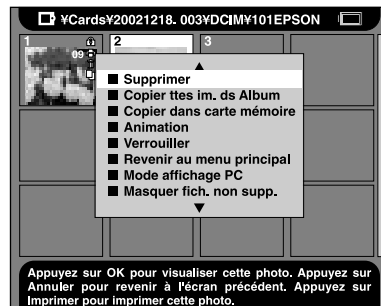 ¥Cards¥20021218. 003¥DCIM¥101EPSON
1 2 3
09
Supprimer
Copier ttes im. ds Album
Copier dans carte mémoire
Animation
Verrouiller
Revenir au menu principal
Mode affichage PC
Masquer fich. non supp.
Appuyez sur OK pour visualiser cette photo. Appuyez sur
Annuler pour revenir à l'écran précédent. Appuyez sur
Imprimer pour imprimer cette photo.